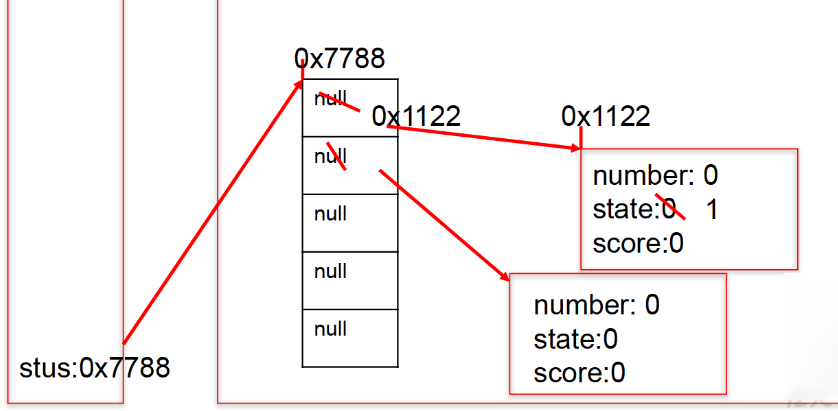 0x7788
null
0x1122
0x1122
null
number: 0
state:0 1
score:0
null
null
number: 0
state:0
score:0
null
stus:0x7788